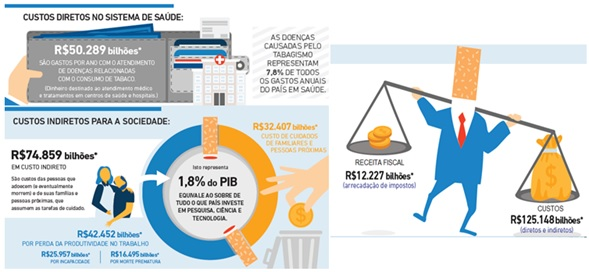 CUSTOS DIRETOS NO SISTEMA DE SAÚDE:
R$50.289 bilhões*
SÃO GASTOS POR ANO COM O ATENDIMENTO
DE DOENÇAS RELACIONADAS
COM O CONSUMO DE TABACO.
(Dinheiro destinado ao atendimento médico
e tratamentos em centros de saúde e hospitais.)
AS DOENÇAS
CAUSADAS PELO
TABAGISMO
REPRESENTAM
7,8% DE TODOS
OS GASTOS ANUAIS
DO PAÍS EM SAÚDE.
CUSTOS INDIRETOS PARA A SOCIEDADE:
R$74.859 bilhões*
EM CUSTO INDIRETO
São custos das pessoas que
adoecem (e eventualmente
morrem) e de suas famílias e
pessoas próximas, que
assumem as tarefas de cuidado.
Isto representa
1,8% do PIB
EQUIVALE AO SOBRE DE
TUDO O QUE PAÍS INVESTE
EM PESQUISA, CIÊNCIA E
TECNOLOGIA.
R$32.407 bilhões*
CUSTO DE CUIDADOS DE
FAMILIARES E
PESSOAS PRÓXIMAS
R$42.452 bilhões*
POR PERDA DA PRODUTIVIDADE NO TRABALHO
R$25.957 bilhões*
POR INCAPACIDADE
R$16.495 bilhões*
POR MORTE PREMATURA
RECEITA FISCAL
R$12.227 bilhões*
(arrecadação de impostos)
$
CUSTOS
R$125.148 bilhões*
(diretos e indiretos)